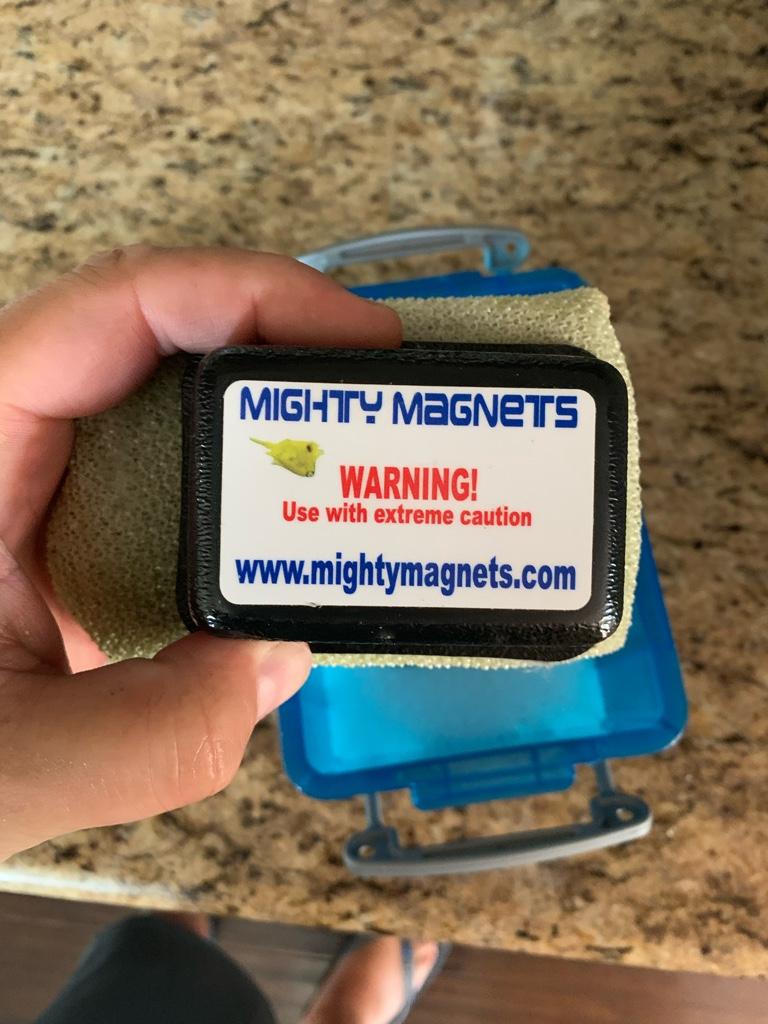 MIGHTY MAGNETS
WARNING!
Use with extreme caution
www.mightymagnets.com